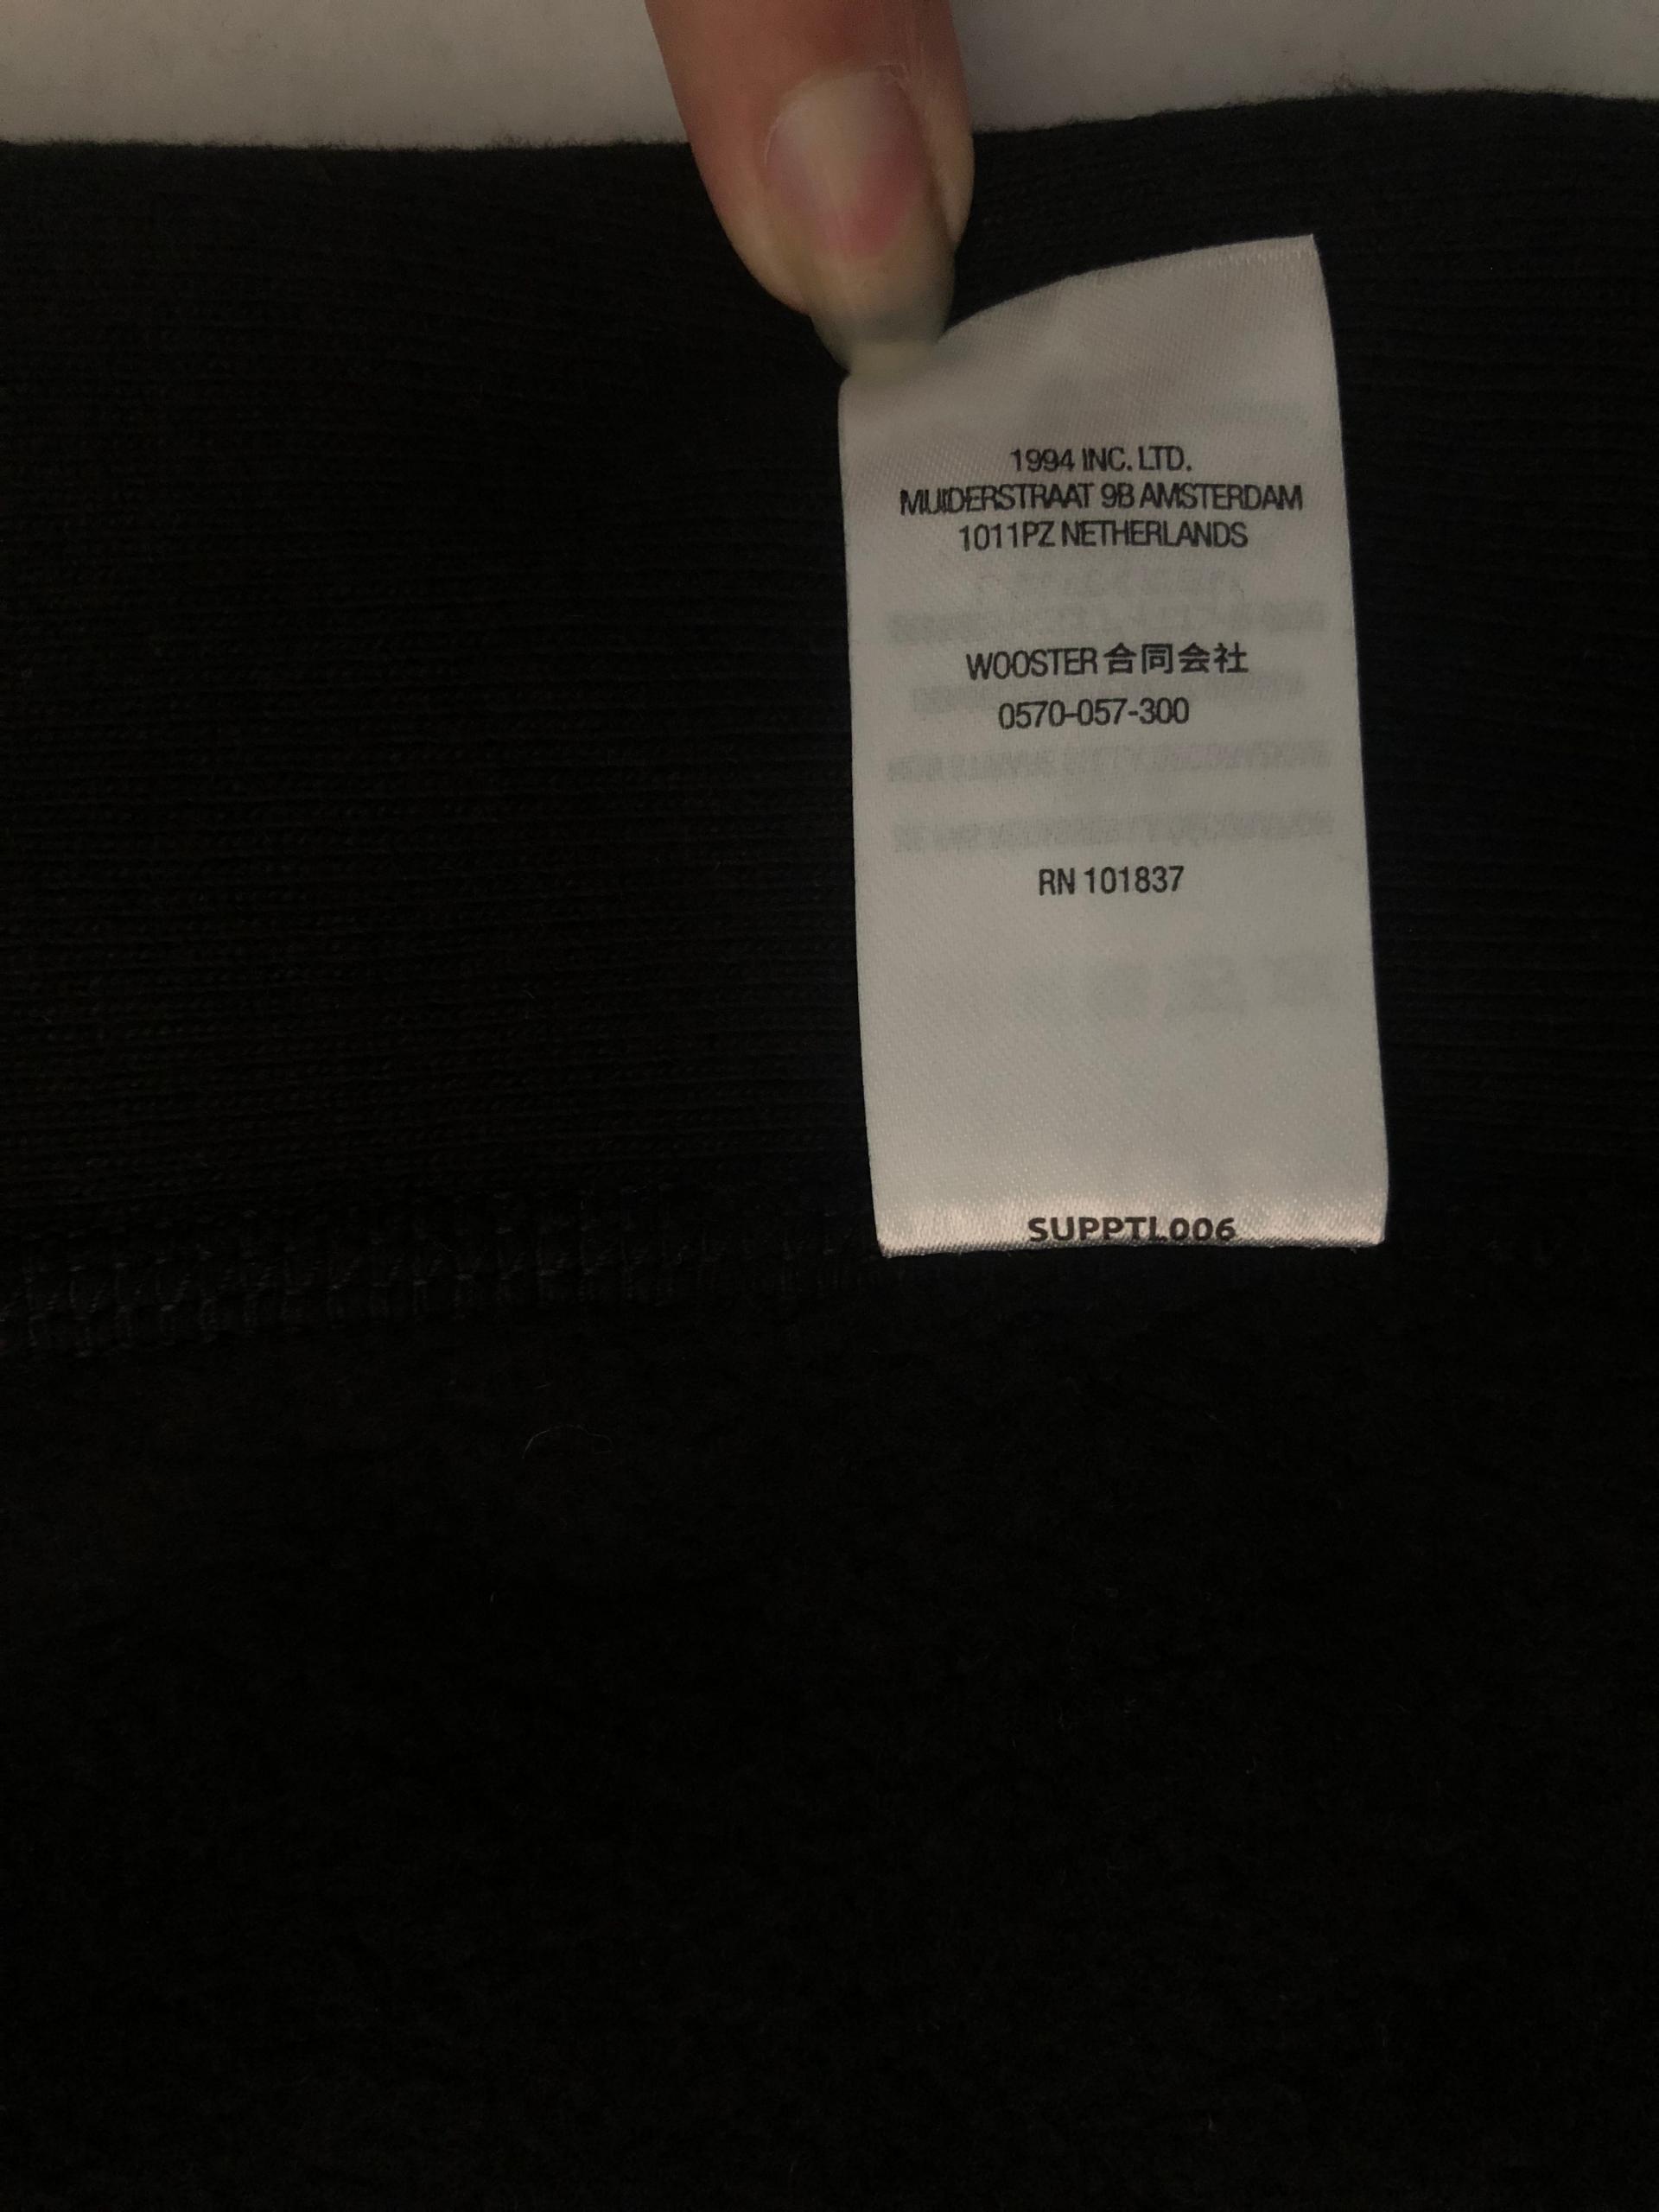 1994 INC. LTD.
MUIDERSTRAAT 9B AMSTERDAM
1011PZ NETHERLANDS
WOOSTER 合同会社
0570-057-300
RN 101837
SUPPTL006